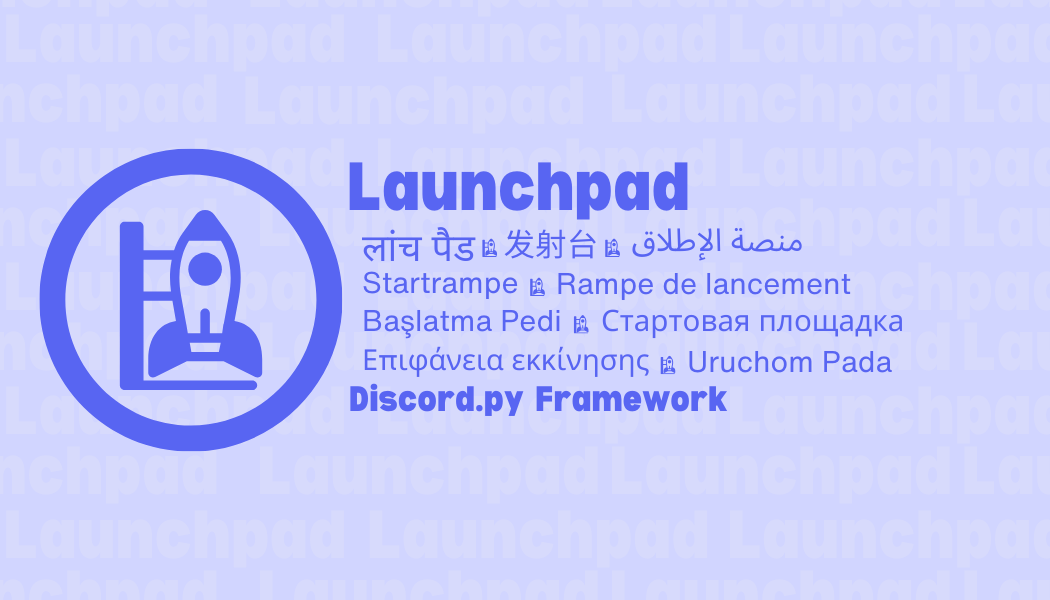 Launchpad
लांच पैड 发射台 منصة الإطلاق
Startrampe Rampe de lancement
Başlatma Pedi Стартовая площадка
Επιφάνεια εκκίνησης Uruchom Pada
Discord.py Framework